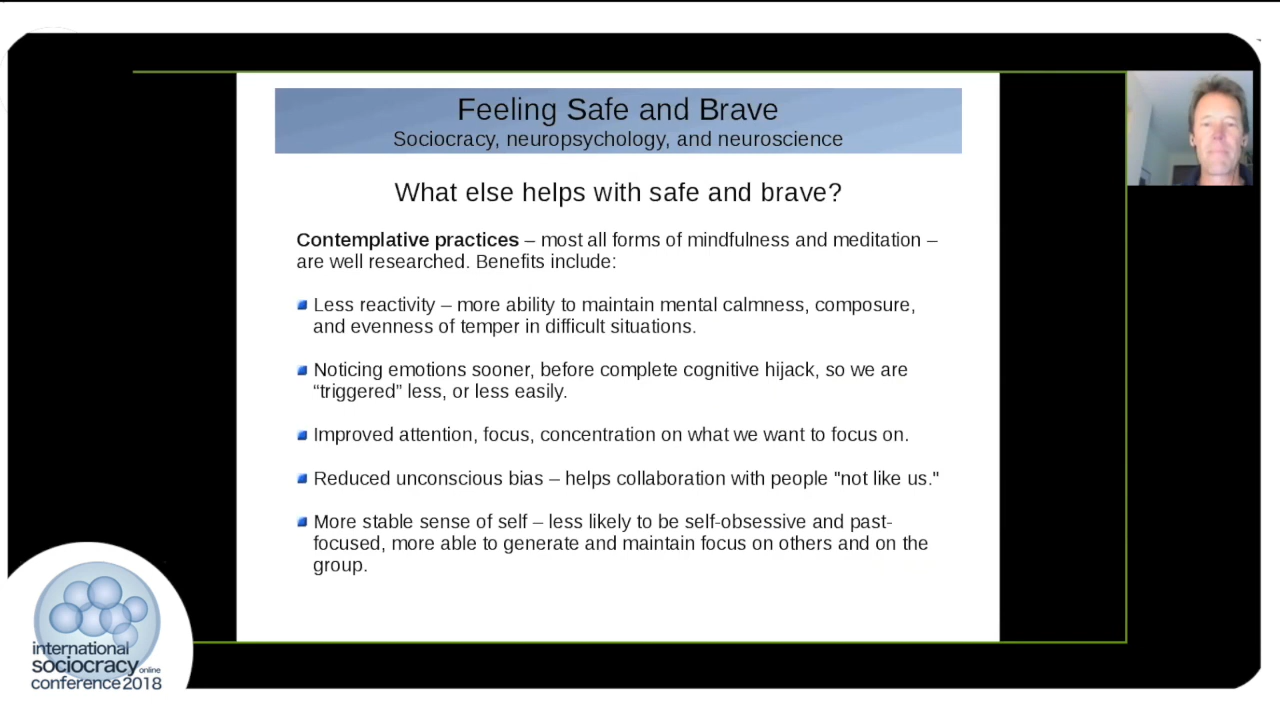 Feeling Safe and Brave
Sociocracy, neuropsychology, and neuroscience
What else helps with safe and brave?
Contemplative practices – most all forms of mindfulness and meditation –
are well researched. Benefits include:
Less reactivity – more ability to maintain mental calmness, composure,
and evenness of temper in difficult situations.
Noticing emotions sooner, before complete cognitive hijack, so we are
“triggered” less, or less easily.
Improved attention, focus, concentration on what we want to focus on.
Reduced unconscious bias – helps collaboration with people "not like us."
More stable sense of self – less likely to be self-obsessive and past-
focused, more able to generate and maintain focus on others and on the
group.
international
sociocracy online
conference2018